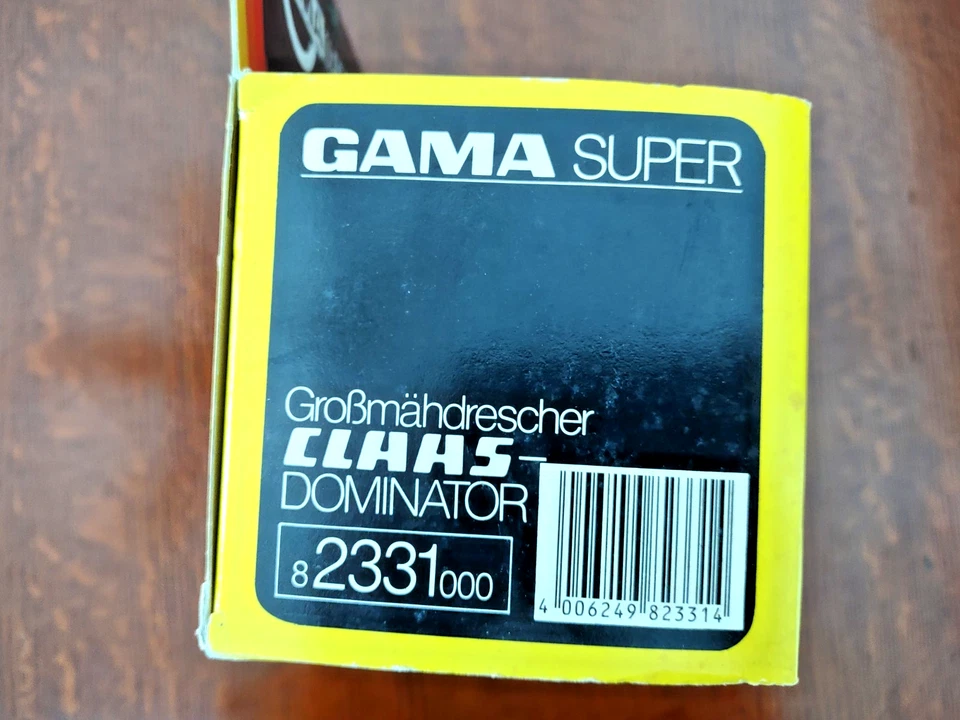 GAMA SUPER
Großmähdrescher
CLAAS-
DOMINATOR
8 2331 000
4 006249 823314